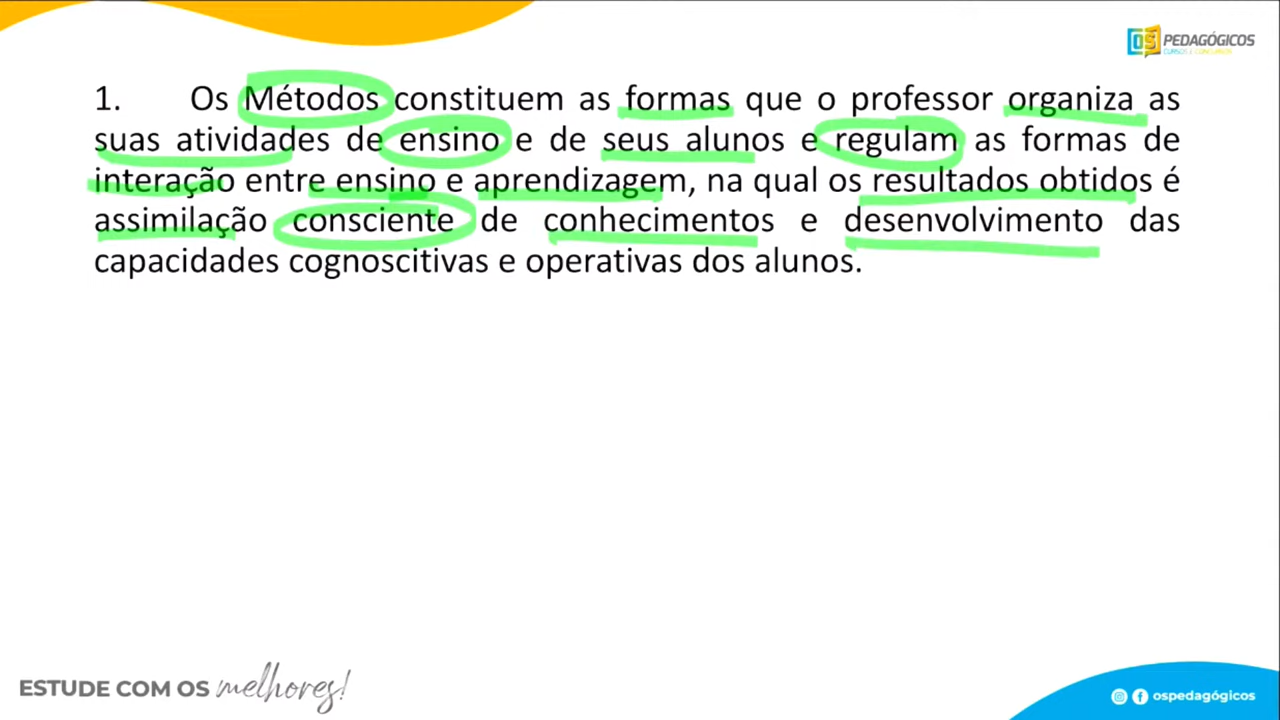 OS PEDAGÓGICOS
CURSOS E CONCURSOS
1. Os Métodos constituem as formas que o professor organiza as
suas atividades de ensino e de seus alunos e regulam as formas de
interação entre ensino e aprendizagem, na qual os resultados obtidos é
assimilação consciente de conhecimentos e desenvolvimento das
capacidades cognoscitivas e operativas dos alunos.
ESTUDE COM OS melhores!
ospedagógicos